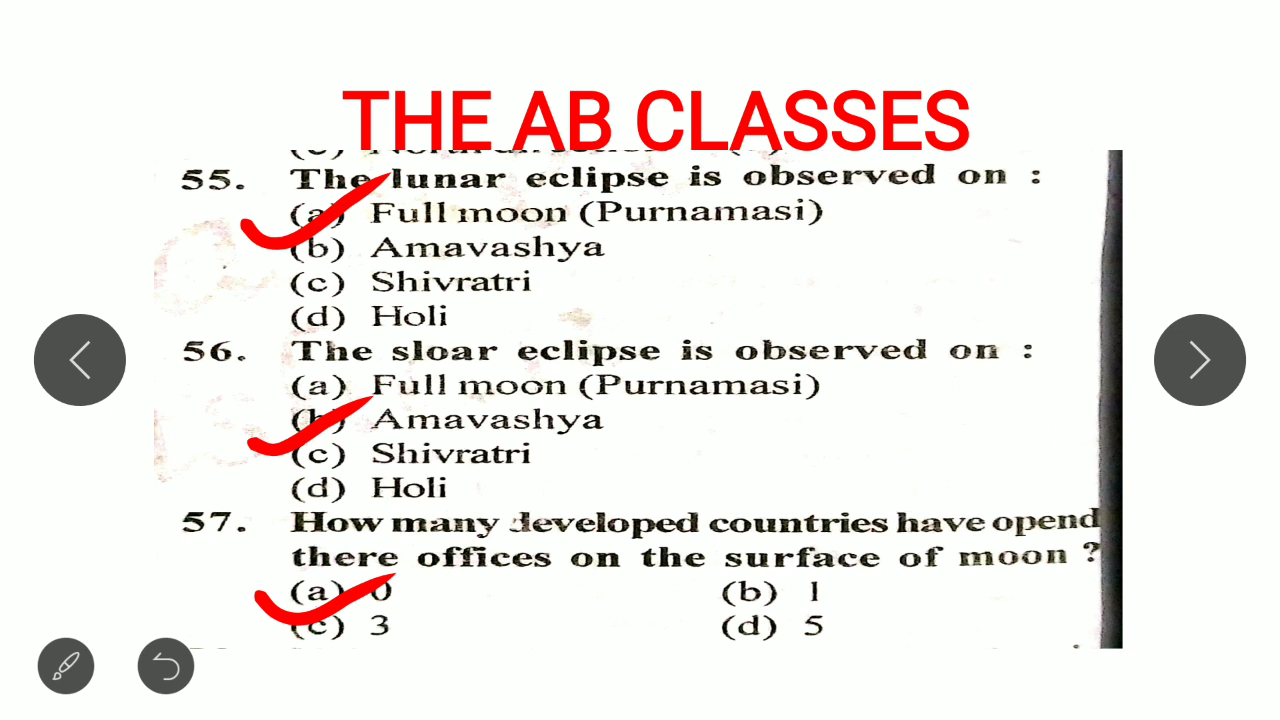 THE AB CLASSES
55. The lunar eclipse is observed on :
(a) Full moon (Purnamasi)
(b) Amavashya
(c) Shivratri
(d) Holi
56. The sloar eclipse is observed on :
(a) Full moon (Purnamasi)
(b) Amavashya
(c) Shivratri
(d) Holi
57. How many developed countries have opend
there offices on the surface of moon ?
(a) 0 (b) 1
(c) 3 (d) 5